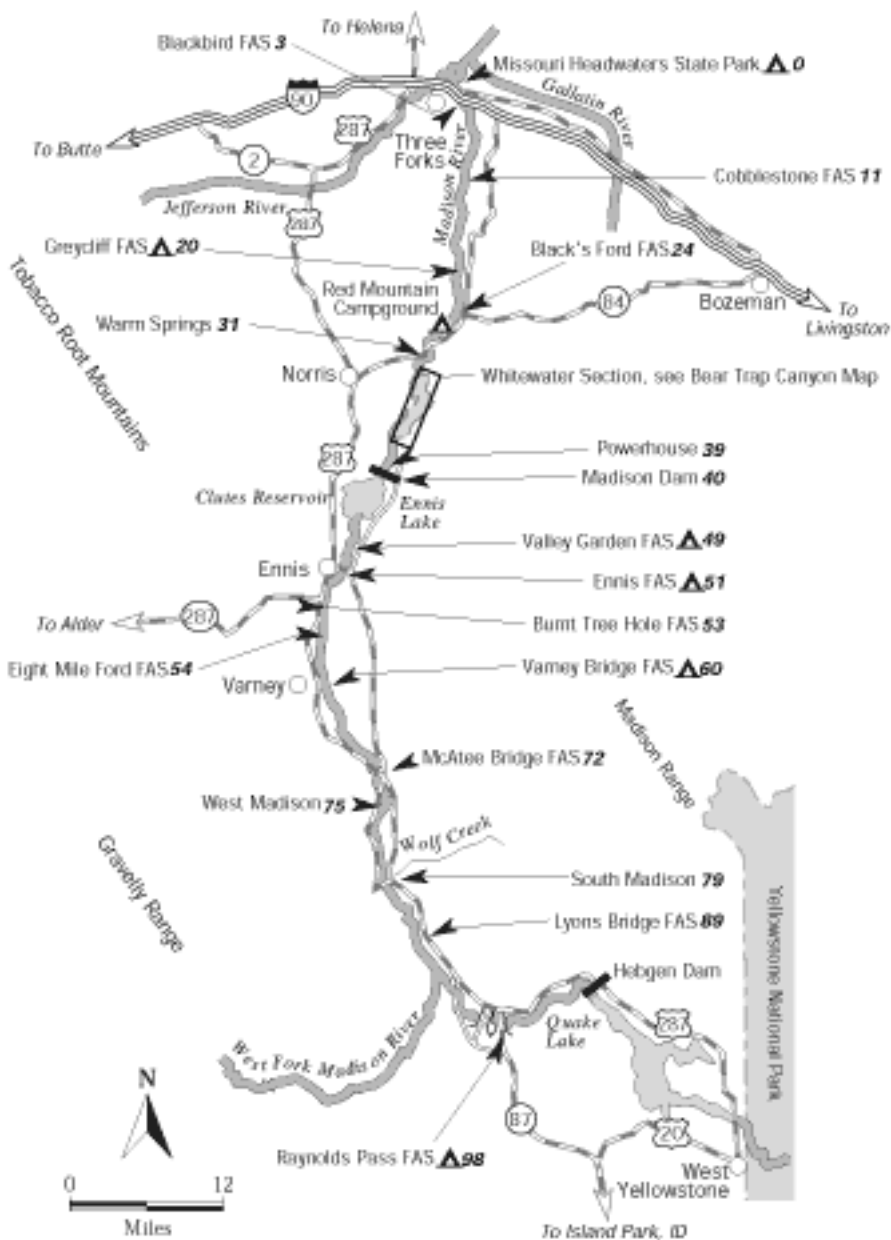 To Helena
Blackbird FAS 3
Missouri Headwaters State Park 0
Gallatin River
90
287
To Butte
Three
Forks
2
Madison River
Cobblestone FAS 11
Jefferson River
287
Greycliff FAS 20
Black's Ford FAS 24
Red Mountain
Campground
84
Bozeman
To
Livingston
Tobacco Root Mountains
Warm Springs 31
Norris
Whitewater Section, see Bear Trap Canyon Map
Powerhouse 39
287
Madison Dam 40
Clutes Reservoir
Ennis
Lake
Valley Garden FAS 49
Ennis
Ennis FAS 51
To Alder
287
Burnt Tree Hole FAS 53
Eight Mile Ford FAS 54
Varney Bridge FAS 60
Varney
Madison Range
McAtee Bridge FAS 72
West Madison 75
Wolf Creek
Gravelly Range
South Madison 79
Yellowstone National Park
Lyons Bridge FAS 89
Hebgen Dam
Quake
Lake
287
West Fork Madison River
N
87
20
Raynolds Pass FAS 98
West
Yellowstone
0 12
Miles
To Island Park, ID